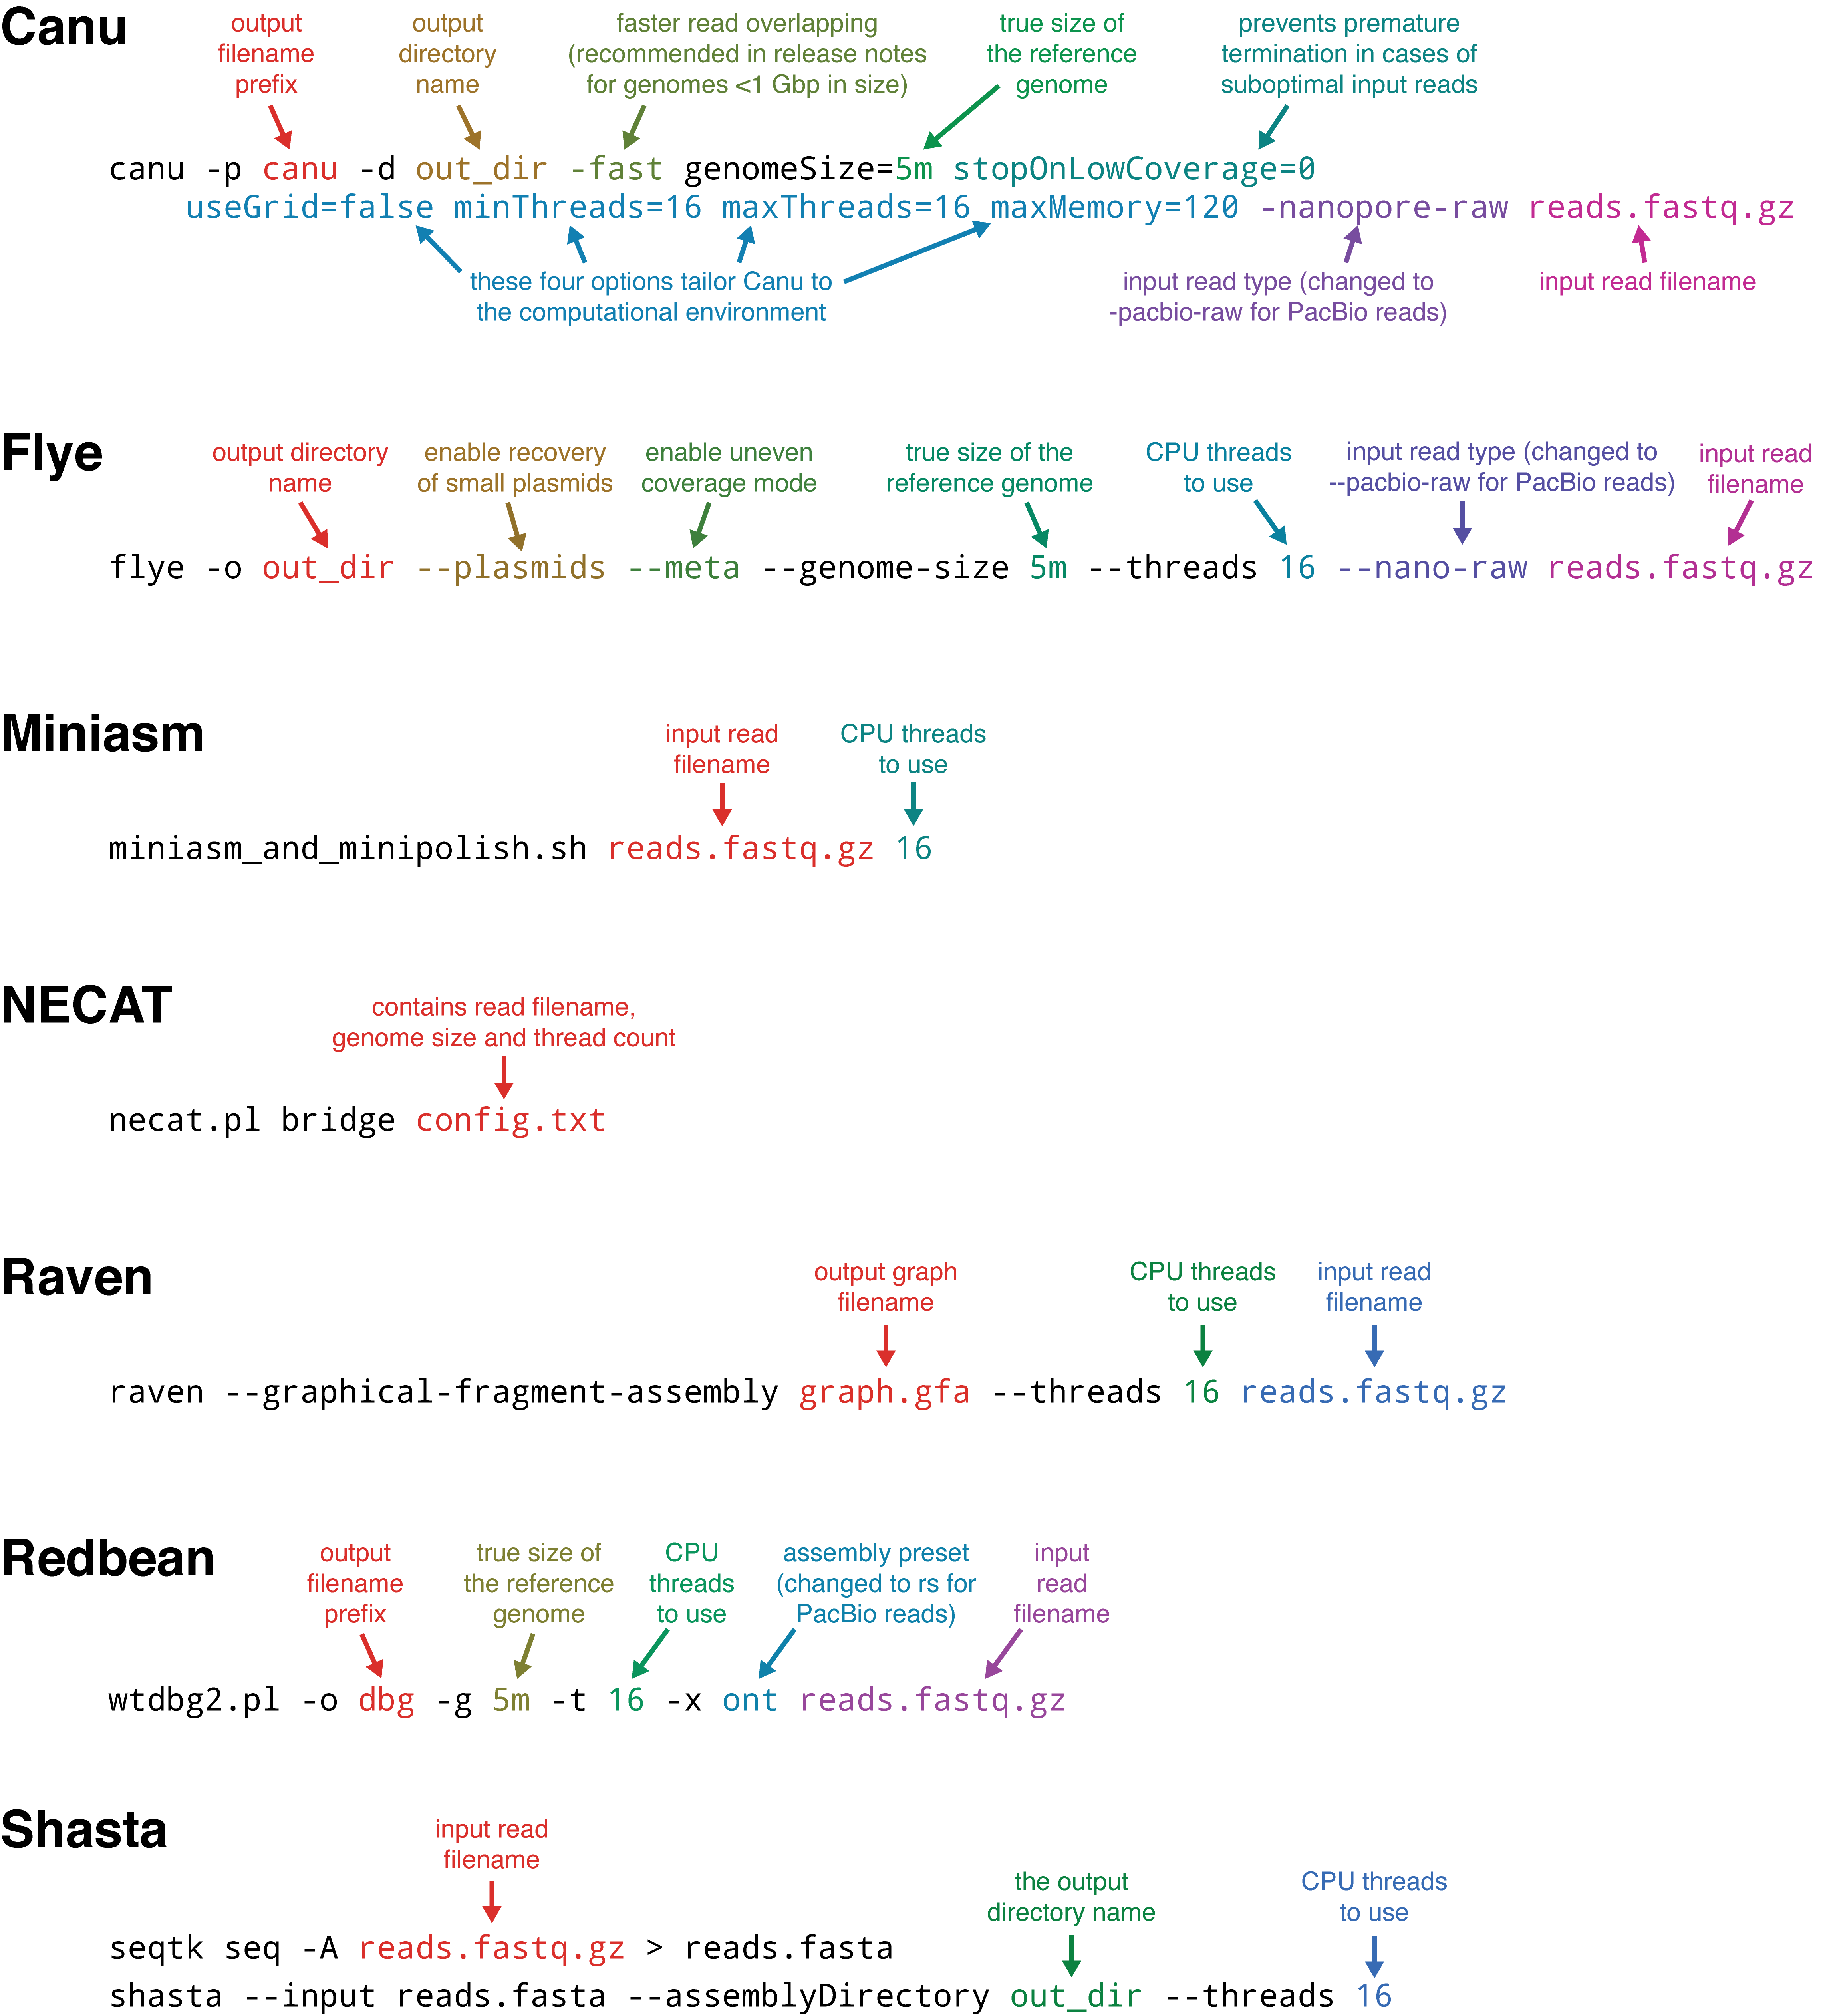 Canu
output
filename
prefix
output
directory
name
faster read overlapping
(recommended in release notes
for genomes <1 Gbp in size)
true size of
the reference
genome
prevents premature
termination in cases of
suboptimal input reads
canu -p canu -d out_dir -fast genomeSize=5m stopOnLowCoverage=0
useGrid=false minThreads=16 maxThreads=16 maxMemory=120 -nanopore-raw reads.fastq.gz
these four options tailor Canu to
the computational environment
input read type (changed to
-pacbio-raw for PacBio reads)
input read filename
Flye
output directory
name
enable recovery
of small plasmids
enable uneven
coverage mode
true size of the
reference genome
CPU threads
to use
input read type (changed to
--pacbio-raw for PacBio reads)
input read
filename
flye -o out_dir --plasmids --meta --genome-size 5m --threads 16 --nano-raw reads.fastq.gz
Miniasm
input read
filename
CPU threads
to use
miniasm_and_minipolish.sh reads.fastq.gz 16
NECAT
contains read filename,
genome size and thread count
necat.pl bridge config.txt
Raven
output graph
filename
CPU threads
to use
input read
filename
raven --graphical-fragment-assembly graph.gfa --threads 16 reads.fastq.gz
Redbean
output
filename
prefix
true size of
the reference
genome
CPU
threads
to use
assembly preset
(changed to rs for
PacBio reads)
input
read
filename
wtdbg2.pl -o dbg -g 5m -t 16 -x ont reads.fastq.gz
Shasta
input read
filename
the output
directory name
CPU threads
to use
seqtk seq -A reads.fastq.gz > reads.fasta
shasta --input reads.fasta --assemblyDirectory out_dir --threads 16